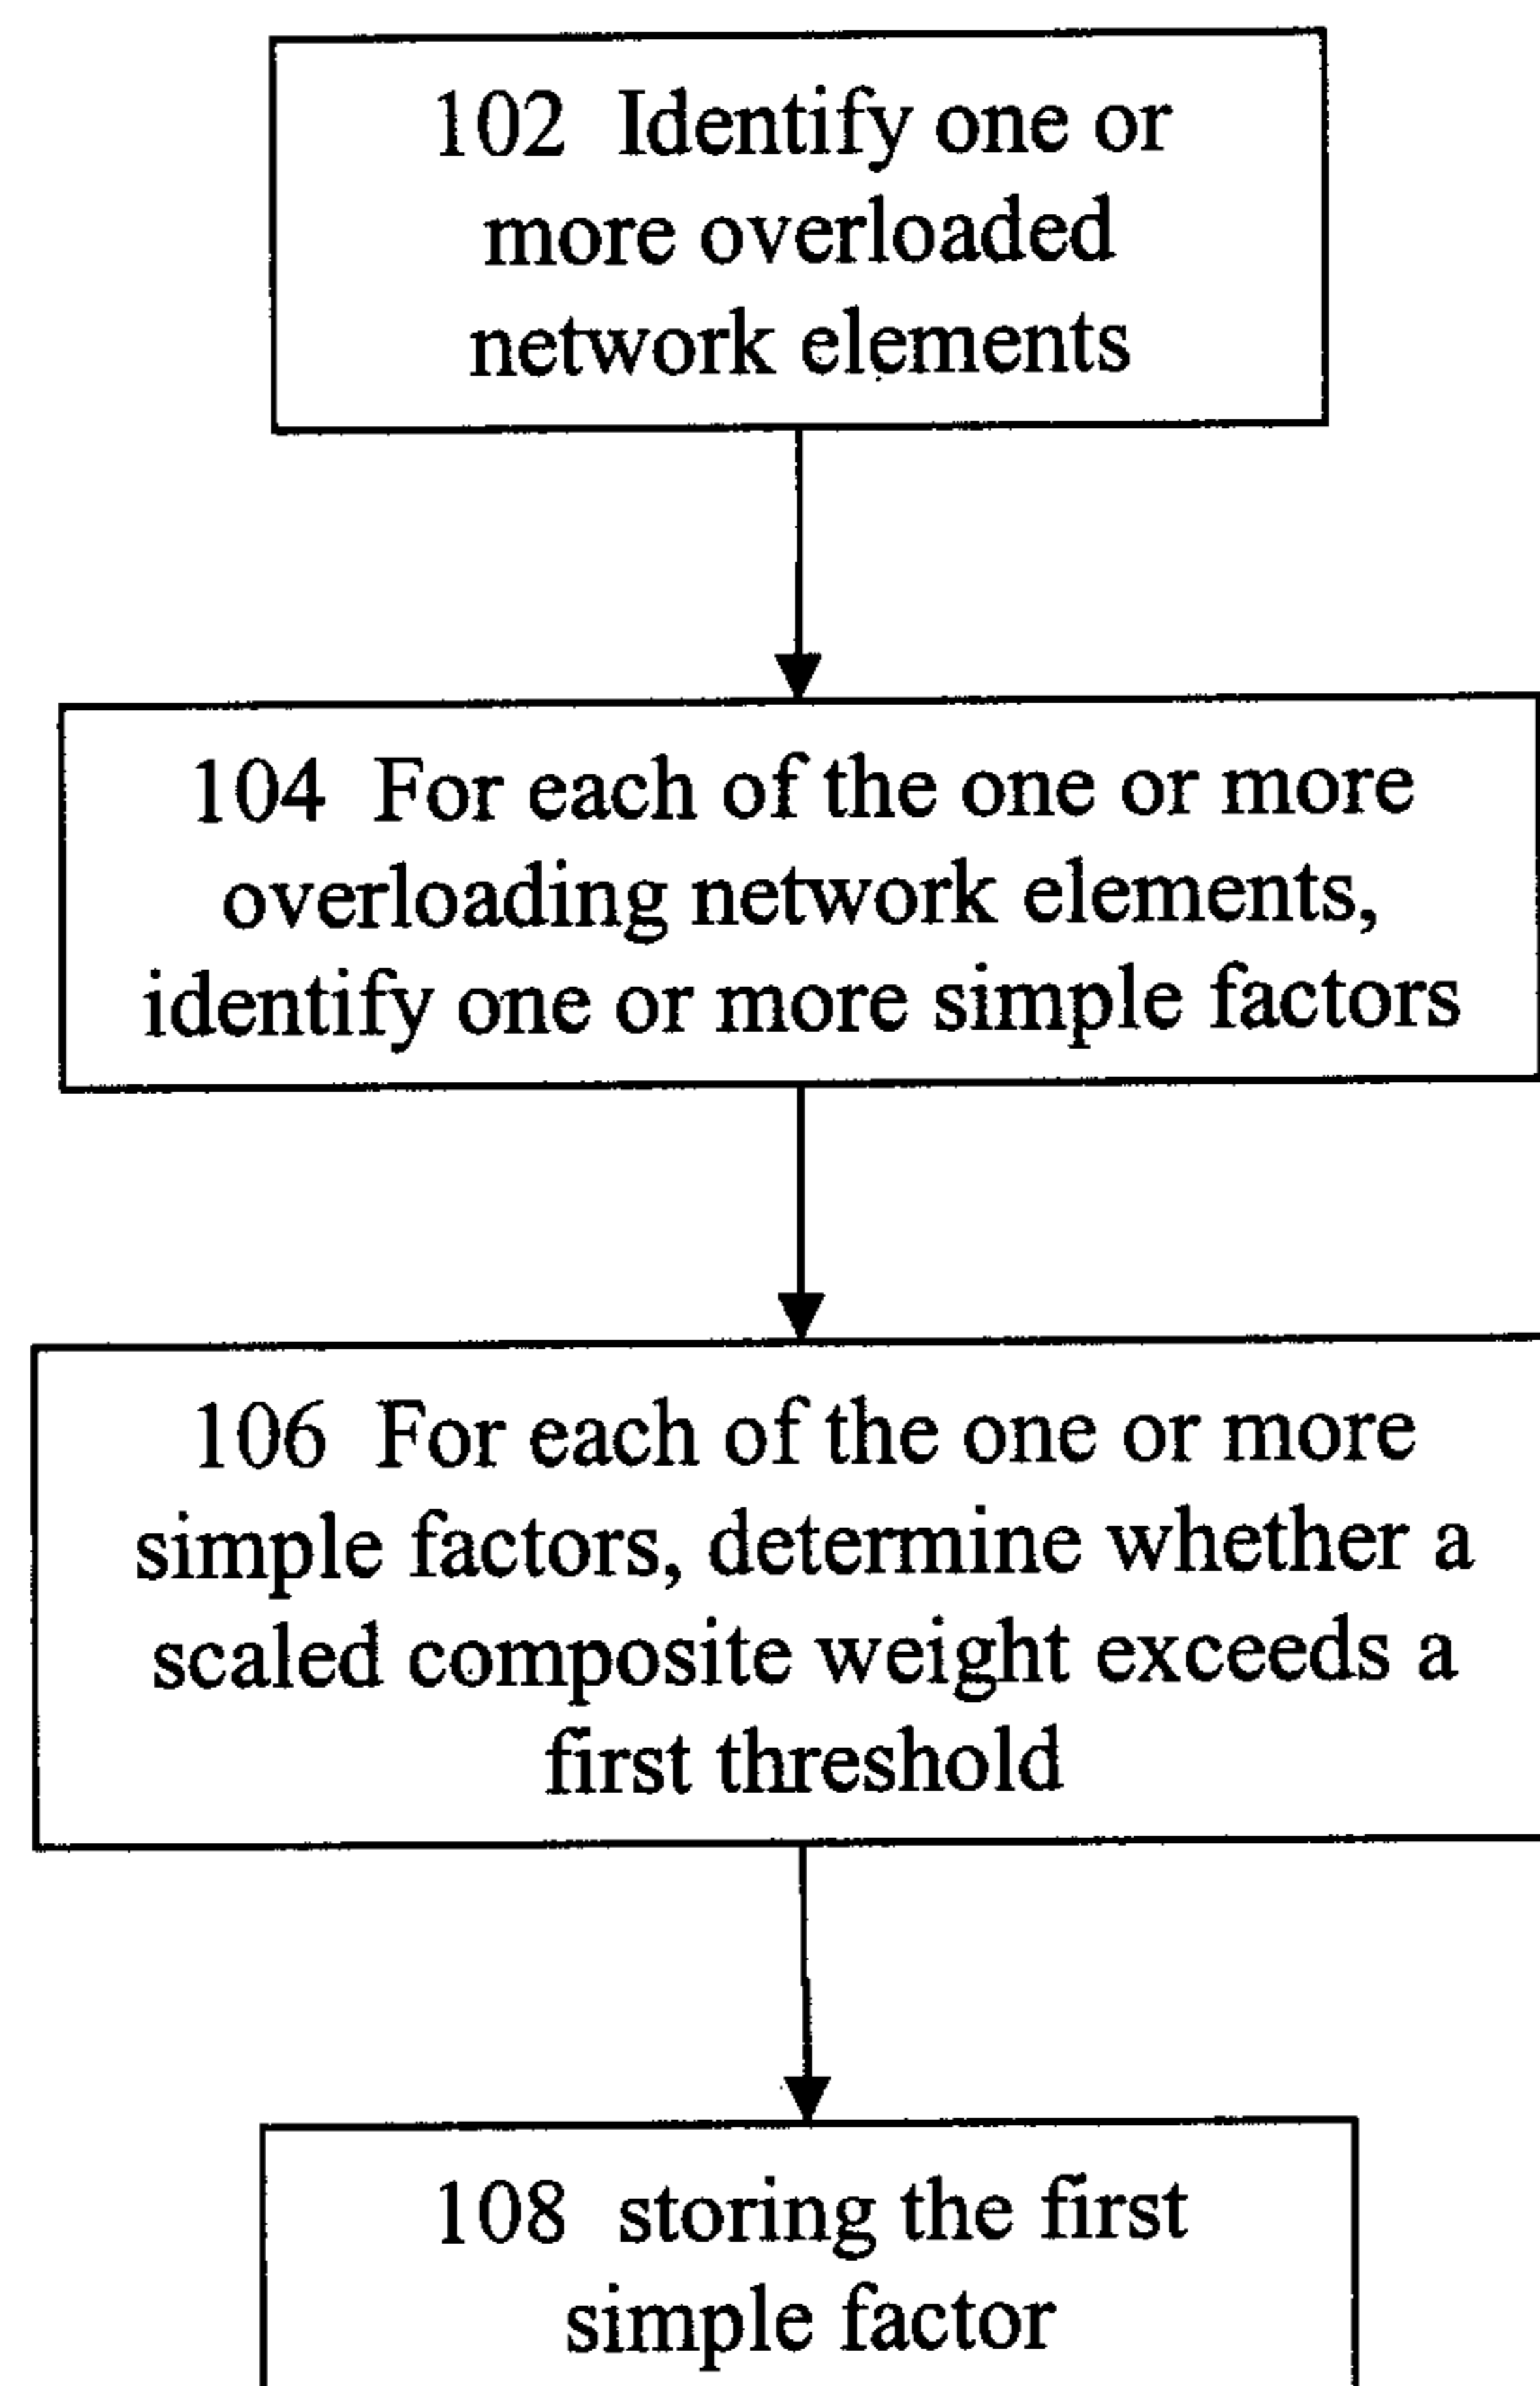 102 Identify one or
more overloaded
network elements
104 For each of the one or more
overloading network elements,
identify one or more simple factors
106 For each of the one or more
simple factors, determine whether a
scaled composite weight exceeds a
first threshold
108 storing the first
simple factor